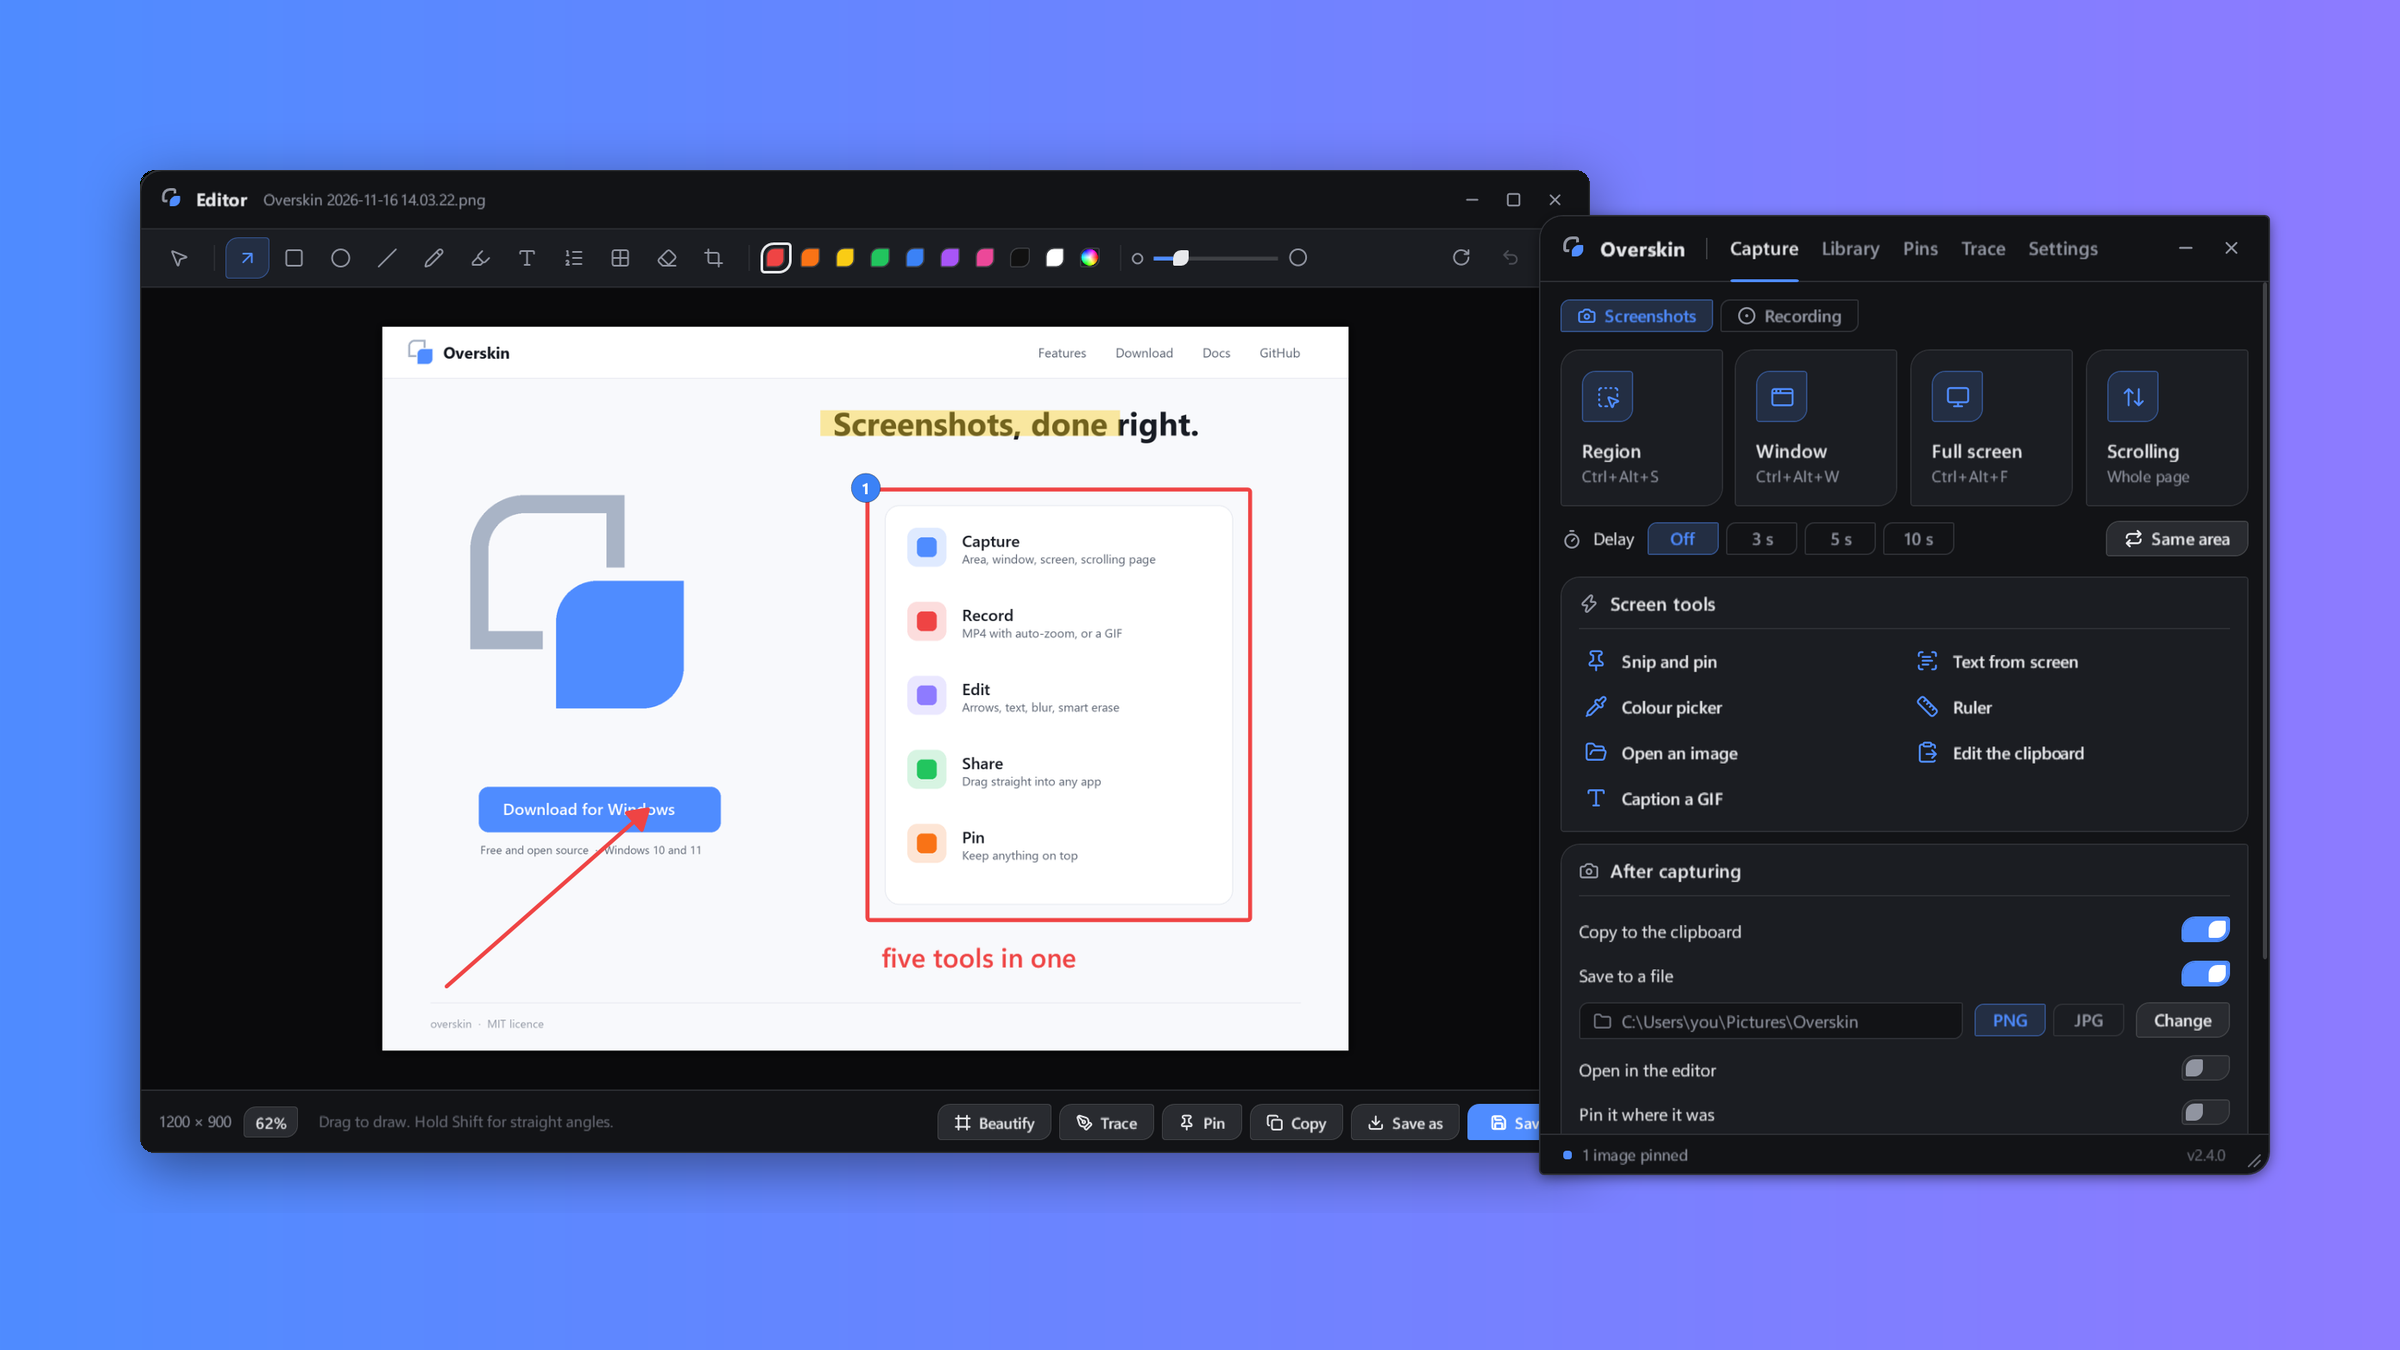 Editor Overskin 2026-11-16 14.03.22.png
Overskin
Features Download Docs GitHub
Screenshots, done right.
1
Capture
Area, window, screen, scrolling page
Record
MP4 with auto-zoom, or a GIF
Edit
Arrows, text, blur, smart erase
Share
Drag straight into any app
Pin
Keep anything on top
Download for Windows
Free and open source · Windows 10 and 11
five tools in one
overskin · MIT licence
1200 × 900 62% Drag to draw. Hold Shift for straight angles. Beautify Trace Pin Copy Save as Sav
Overskin Capture Library Pins Trace Settings
Screenshots Recording
Region Window Full screen Scrolling
Ctrl+Alt+S Ctrl+Alt+W Ctrl+Alt+F Whole page
Delay Off 3 s 5 s 10 s Same area
Screen tools
Snip and pin Text from screen
Colour picker Ruler
Open an image Edit the clipboard
Caption a GIF
After capturing
Copy to the clipboard
Save to a file
C:\Users\you\Pictures\Overskin PNG JPG Change
Open in the editor
Pin it where it was
1 image pinned v2.4.0